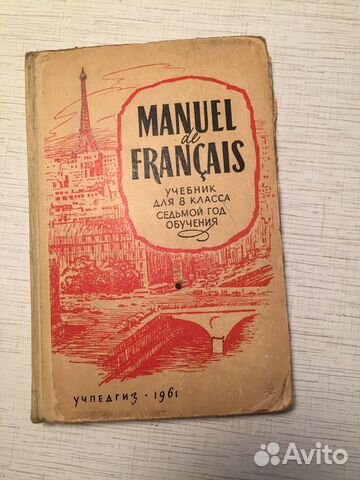 MANUEL
de
FRANÇAIS
УЧЕБНИК
ДЛЯ 8 КЛАССА
СЕДЬМОЙ ГОД
ОБУЧЕНИЯ
УЧПЕДГИЗ · 1961
Avito